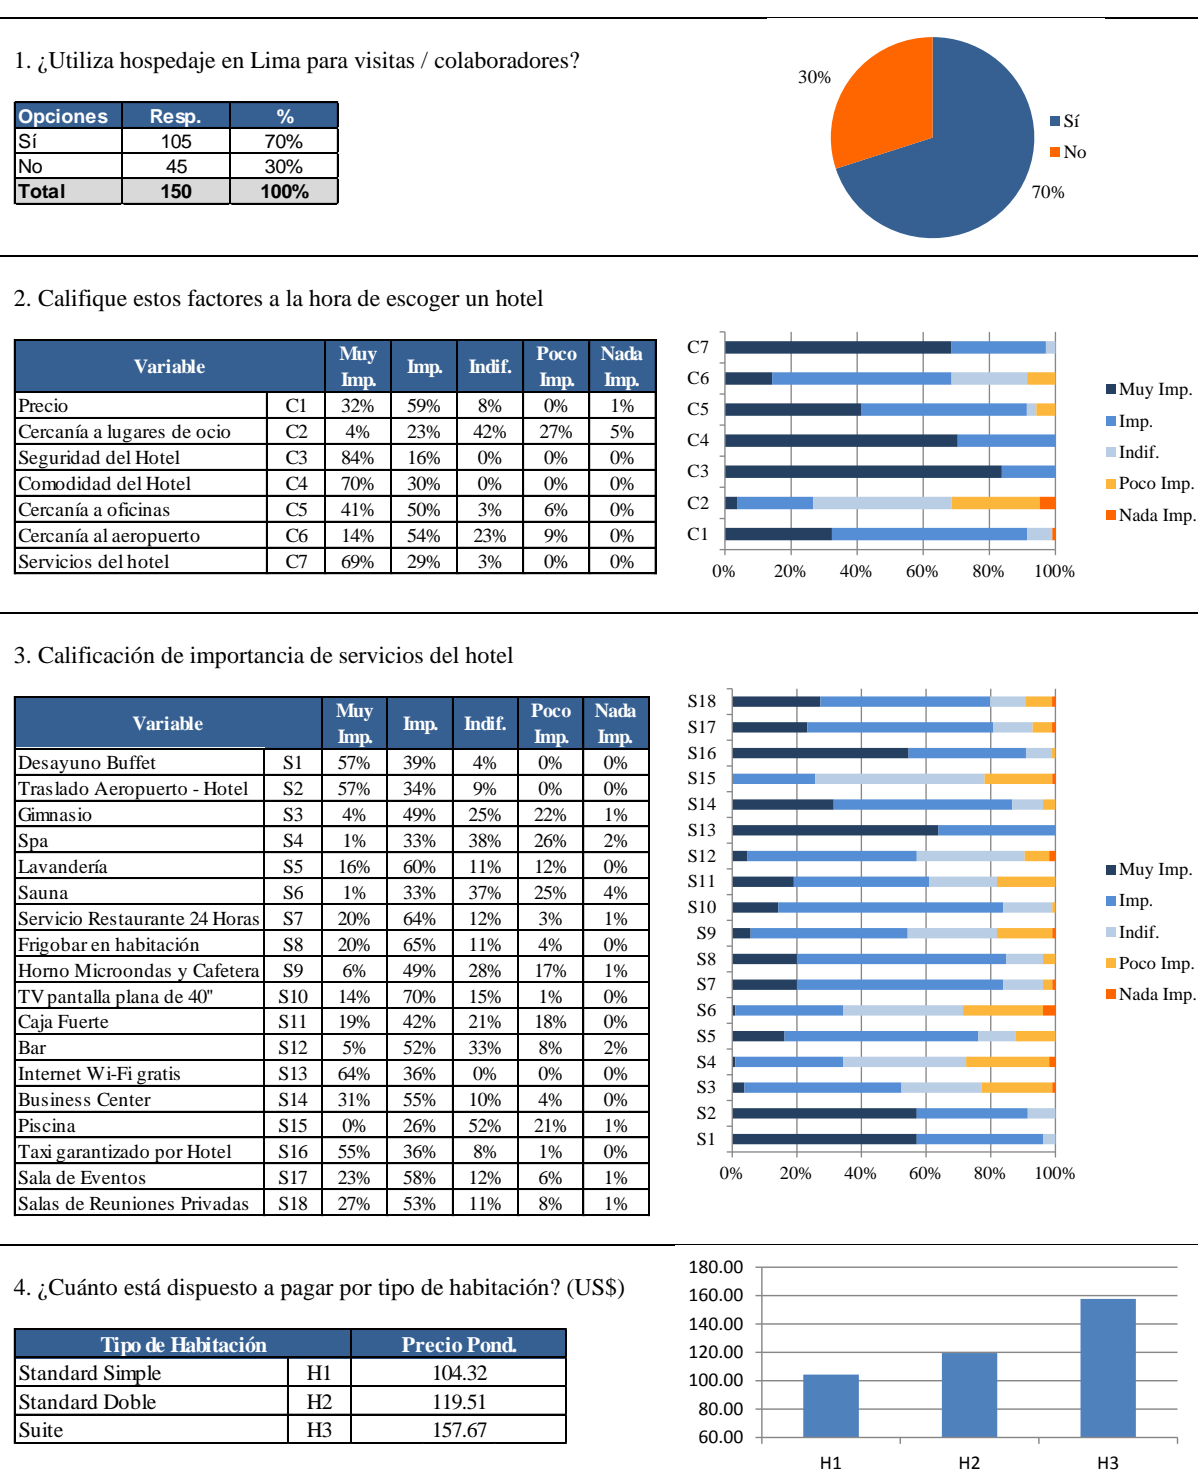 1. ¿Utiliza hospedaje en Lima para visitas / colaboradores?
Opciones Resp. %
Sí 105 70%
No 45 30%
Total 150 100%
30%
70%
Sí
No
2. Califique estos factores a la hora de escoger un hotel
Variable Muy Imp. Imp. Indif. Poco Imp. Nada Imp.
Precio C1 32% 59% 8% 0% 1%
Cercanía a lugares de ocio C2 4% 23% 42% 27% 5%
Seguridad del Hotel C3 84% 16% 0% 0% 0%
Comodidad del Hotel C4 70% 30% 0% 0% 0%
Cercanía a oficinas C5 41% 50% 3% 6% 0%
Cercanía al aeropuerto C6 14% 54% 23% 9% 0%
Servicios del hotel C7 69% 29% 3% 0% 0%
C7
C6
C5
C4
C3
C2
C1
0% 20% 40% 60% 80% 100%
Muy Imp.
Imp.
Indif.
Poco Imp.
Nada Imp.
3. Calificación de importancia de servicios del hotel
Variable Muy Imp. Imp. Indif. Poco Imp. Nada Imp.
Desayuno Buffet S1 57% 39% 4% 0% 0%
Traslado Aeropuerto - Hotel S2 57% 34% 9% 0% 0%
Gimnasio S3 4% 49% 25% 22% 1%
Spa S4 1% 33% 38% 26% 2%
Lavandería S5 16% 60% 11% 12% 0%
Sauna S6 1% 33% 37% 25% 4%
Servicio Restaurante 24 Horas S7 20% 64% 12% 3% 1%
Frigobar en habitación S8 20% 65% 11% 4% 0%
Horno Microondas y Cafetera S9 6% 49% 28% 17% 1%
TV pantalla plana de 40" S10 14% 70% 15% 1% 0%
Caja Fuerte S11 19% 42% 21% 18% 0%
Bar S12 5% 52% 33% 8% 2%
Internet Wi-Fi gratis S13 64% 36% 0% 0% 0%
Business Center S14 31% 55% 10% 4% 0%
Piscina S15 0% 26% 52% 21% 1%
Taxi garantizado por Hotel S16 55% 36% 8% 1% 0%
Sala de Eventos S17 23% 58% 12% 6% 1%
Salas de Reuniones Privadas S18 27% 53% 11% 8% 1%
S18
S17
S16
S15
S14
S13
S12
S11
S10
S9
S8
S7
S6
S5
S4
S3
S2
S1
0% 20% 40% 60% 80% 100%
Muy Imp.
Imp.
Indif.
Poco Imp.
Nada Imp.
4. ¿Cuánto está dispuesto a pagar por tipo de habitación? (US$)
Tipo de Habitación Precio Pond.
Standard Simple H1 104.32
Standard Doble H2 119.51
Suite H3 157.67
180.00
160.00
140.00
120.00
100.00
80.00
60.00
H1 H2 H3